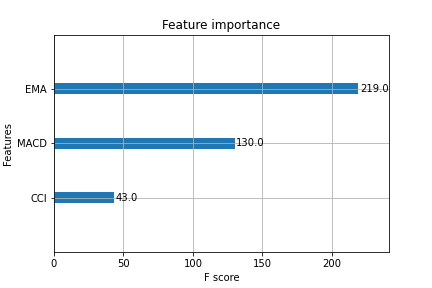 Feature importance
EMA
219.0
MACD
130.0
CCI
43.0
Features
0 50 100 150 200
F score